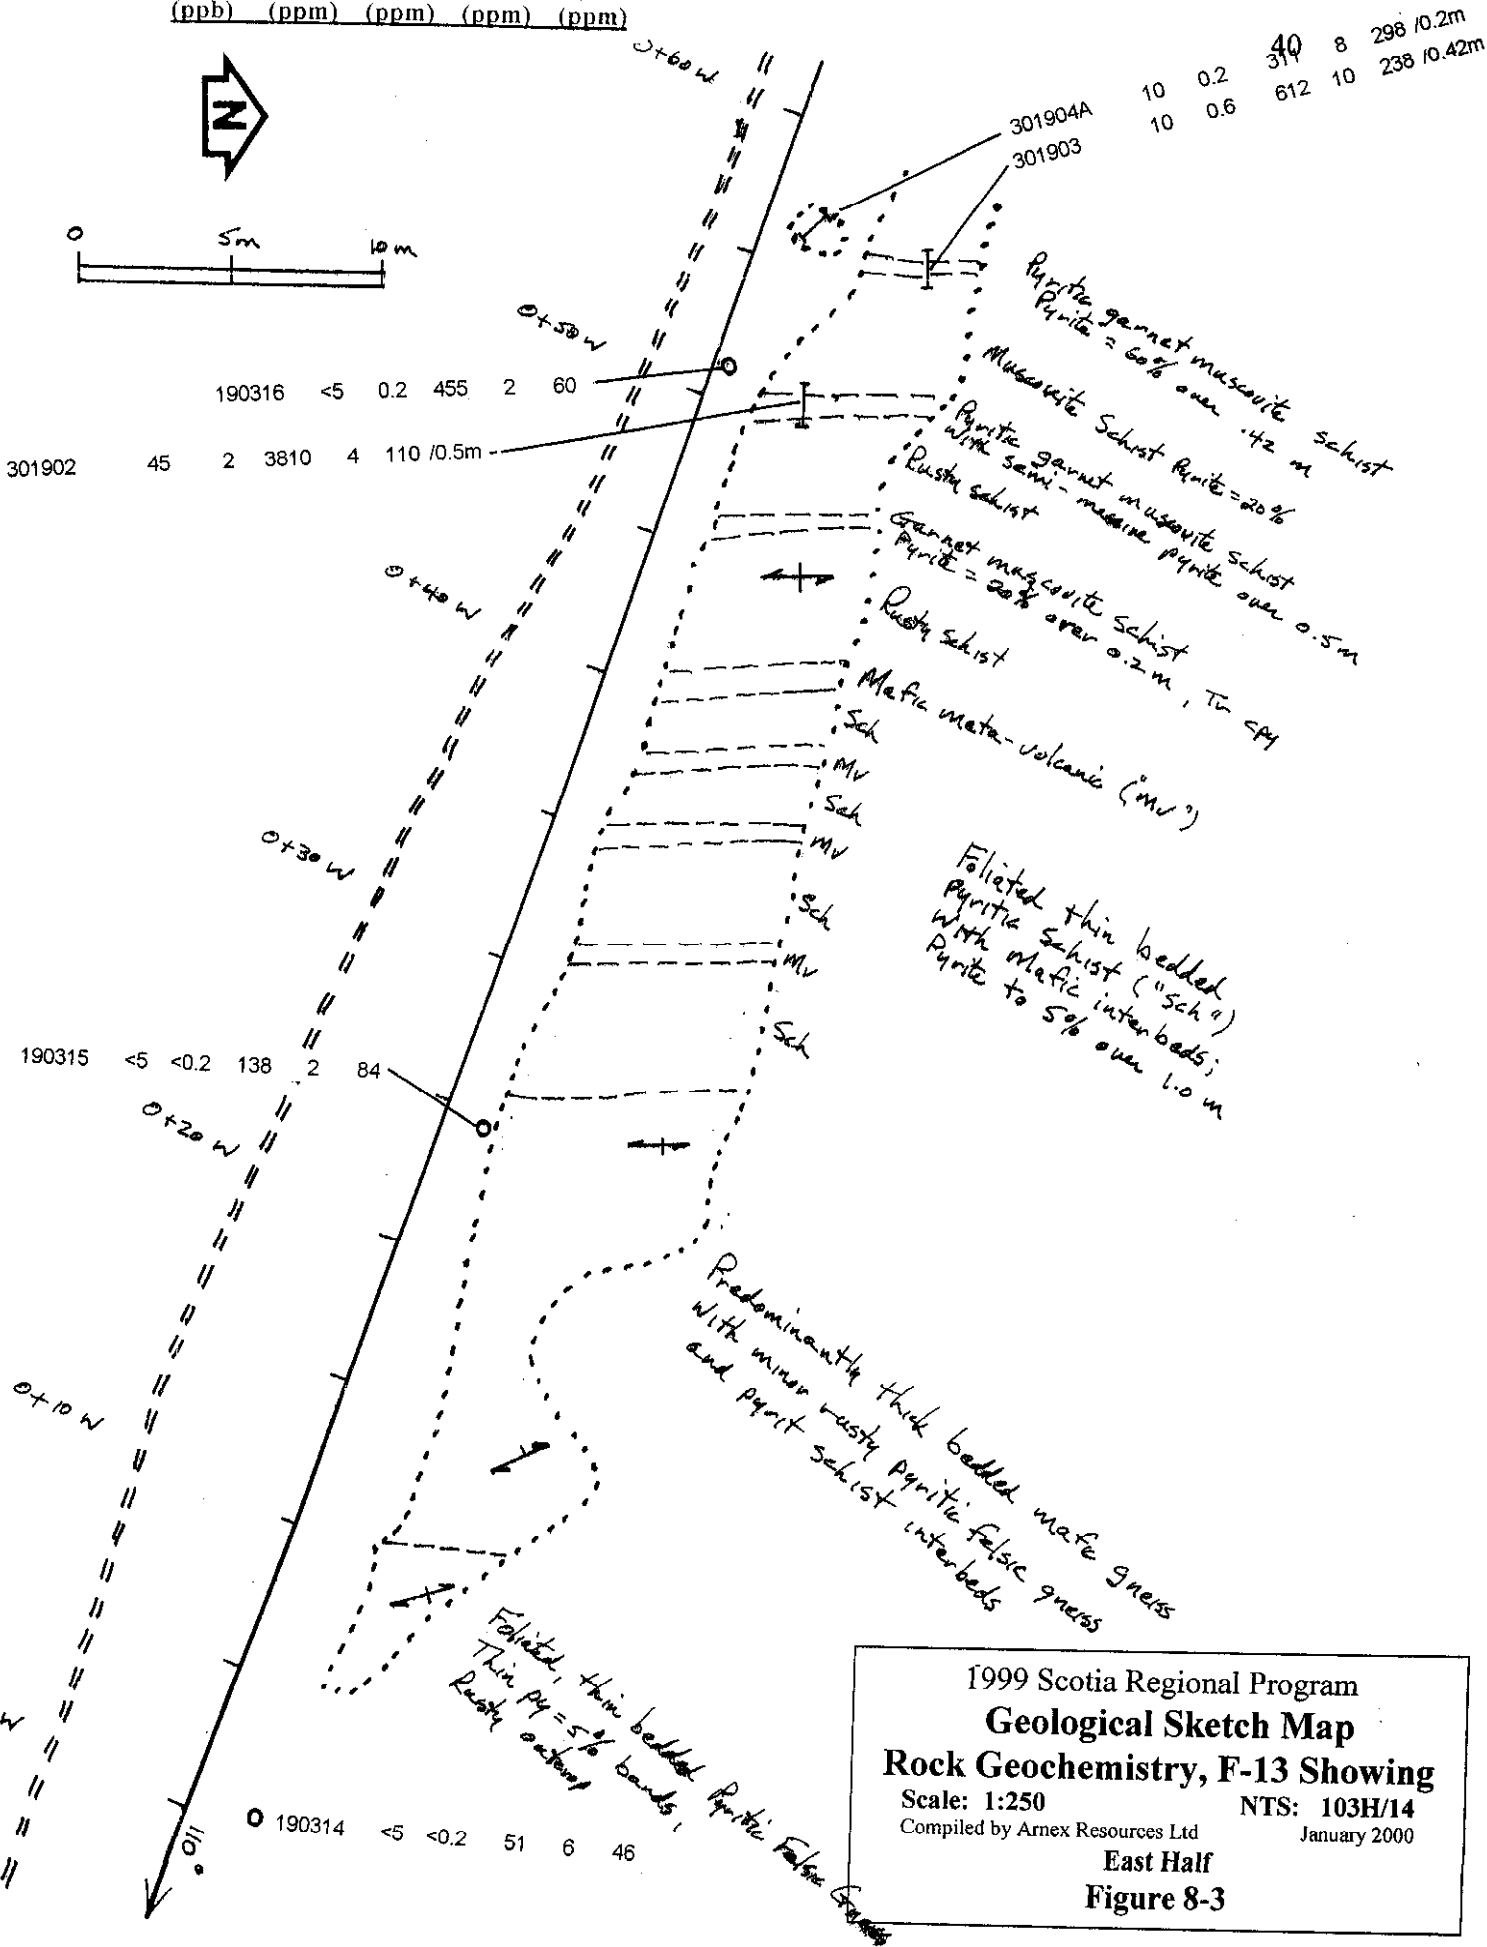 (ppb) (ppm) (ppm) (ppm) (ppm)
N
0 5m 10m
0+60 W
40
301904A 10 0.2 311 8 298 /0.2m
301903 10 0.6 612 10 238 /0.42m
0+50 W
190316 <5 0.2 455 2 60
301902 45 2 3810 4 110 /0.5m
Pyritic garnet muscovite schist
Pyrite = 60% over .42 m
Muscovite Schist Pyrite = 20%
Pyritic garnet muscovite schist
with semi-massive pyrite over 0.5m
Rusty schist
Garnet muscovite schist
Pyrite = 20% over 0.2m, Tr cpy
0+40 W
Rusty schist
Mafic meta-volcanic ("Mv")
Sch
Mv
Sch
Mv
0+30 W
Sch
Mv
Sch
Foliated thin bedded
Pyritic Schist ("Sch")
With Mafic interbeds;
Pyrite to 5% over 1.0 m
190315 <5 <0.2 138 2 84
0+20 W
Predominantly thick bedded mafic gneiss
With minor rusty pyritic felsic gneiss
and pyrit schist interbeds
0+10 W
Foliated, thin bedded Pyritic Felsic Gneiss
Thin py = 5% bands,
Rusty outcrop
W
110°
190314 <5 <0.2 51 6 46
1999 Scotia Regional Program
Geological Sketch Map
Rock Geochemistry, F-13 Showing
Scale: 1:250 NTS: 103H/14
Compiled by Arnex Resources Ltd January 2000
East Half
Figure 8-3